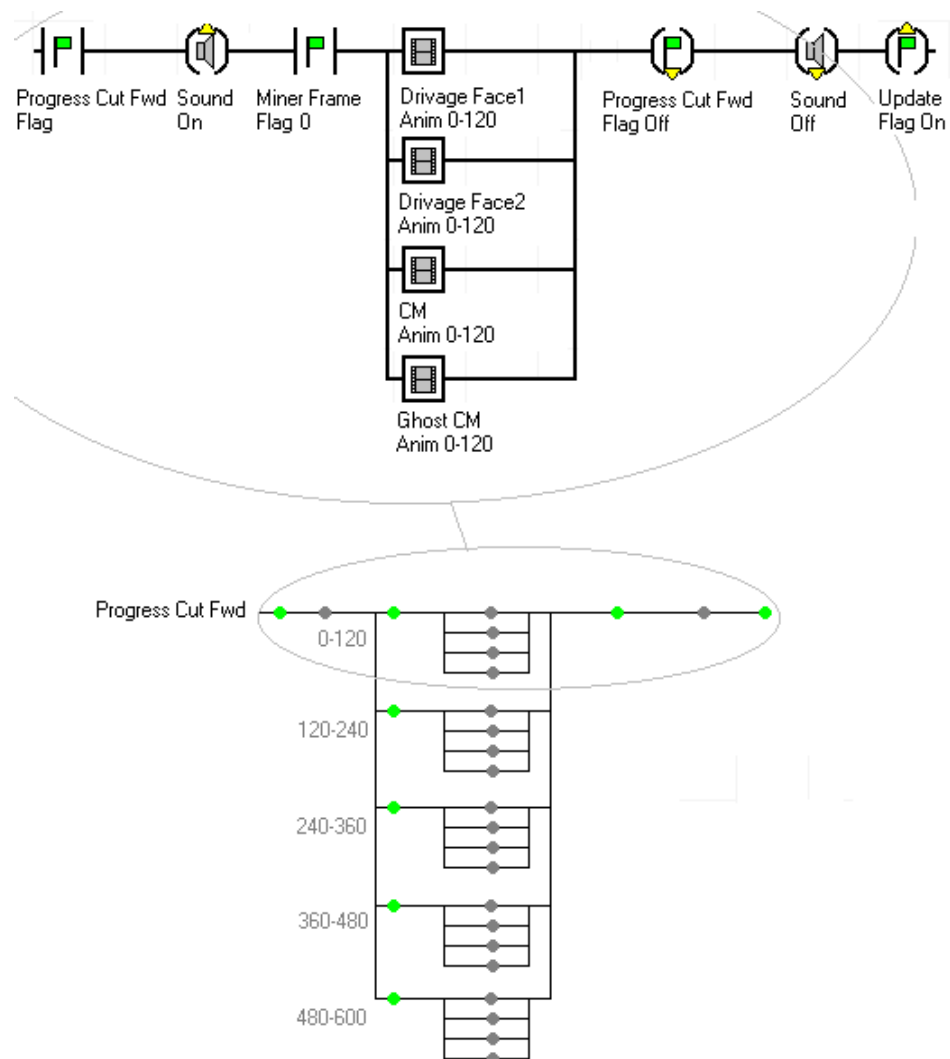 Progress Cut Fwd
Flag
Sound
On
Miner Frame
Flag 0
Drivage Face1
Anim 0-120
Progress Cut Fwd
Flag Off
Sound
Off
Update
Flag On
Drivage Face2
Anim 0-120
CM
Anim 0-120
Ghost CM
Anim 0-120
Progress Cut Fwd
0-120
120-240
240-360
360-480
480-600